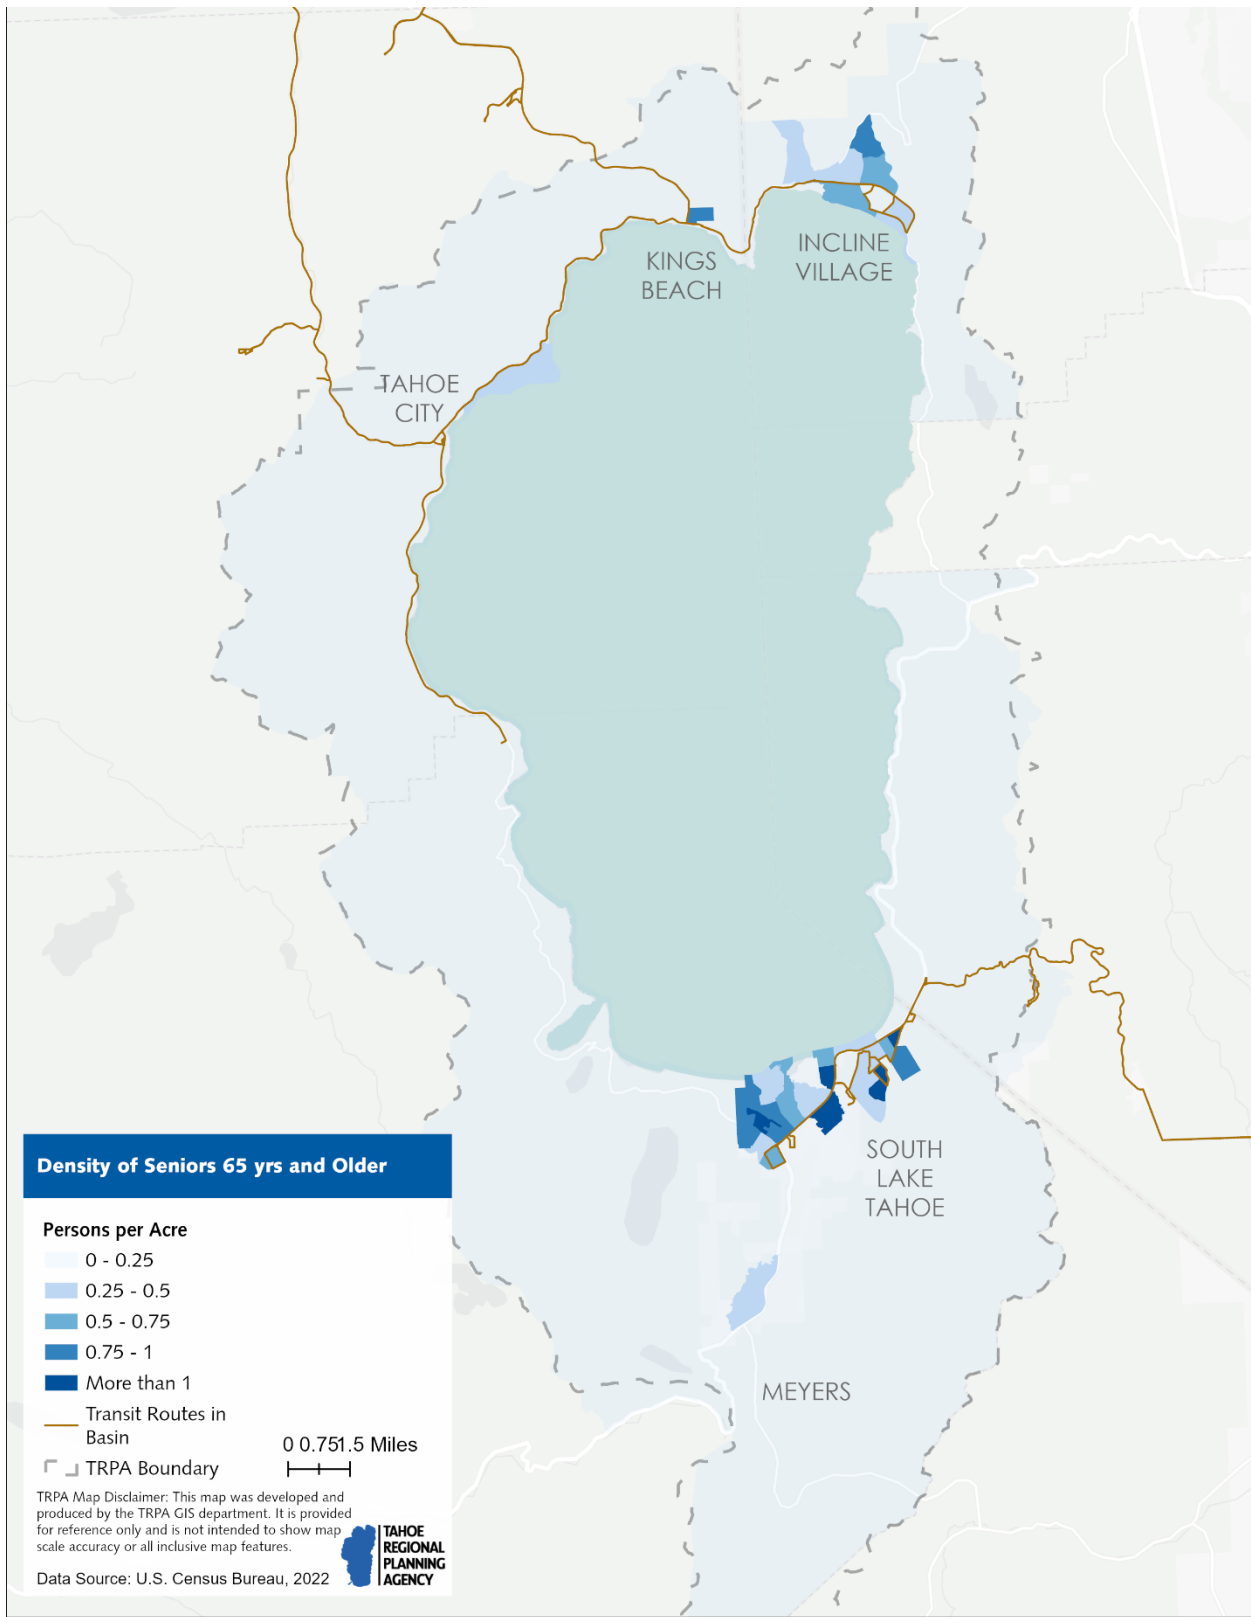 KINGS
BEACH
INCLINE
VILLAGE
TAHOE
CITY
SOUTH
LAKE
TAHOE
MEYERS
Density of Seniors 65 yrs and Older
Persons per Acre
0 - 0.25
0.25 - 0.5
0.5 - 0.75
0.75 - 1
More than 1
Transit Routes in
Basin
TRPA Boundary
0 0.751.5 Miles
TRPA Map Disclaimer: This map was developed and
produced by the TRPA GIS department. It is provided
for reference only and is not intended to show map
scale accuracy or all inclusive map features.
Data Source: U.S. Census Bureau, 2022
TAHOE
REGIONAL
PLANNING
AGENCY